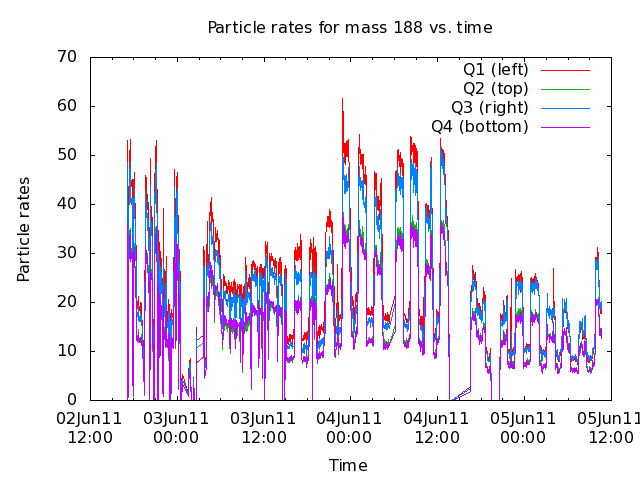 Particle rates for mass 188 vs. time
70
60
50
40
30
20
10
0
Particle rates
Q1 (left)
Q2 (top)
Q3 (right)
Q4 (bottom)
02Jun11 03Jun11 03Jun11 04Jun11 04Jun11 05Jun11 05Jun11
12:00 00:00 12:00 00:00 12:00 00:00 12:00
Time